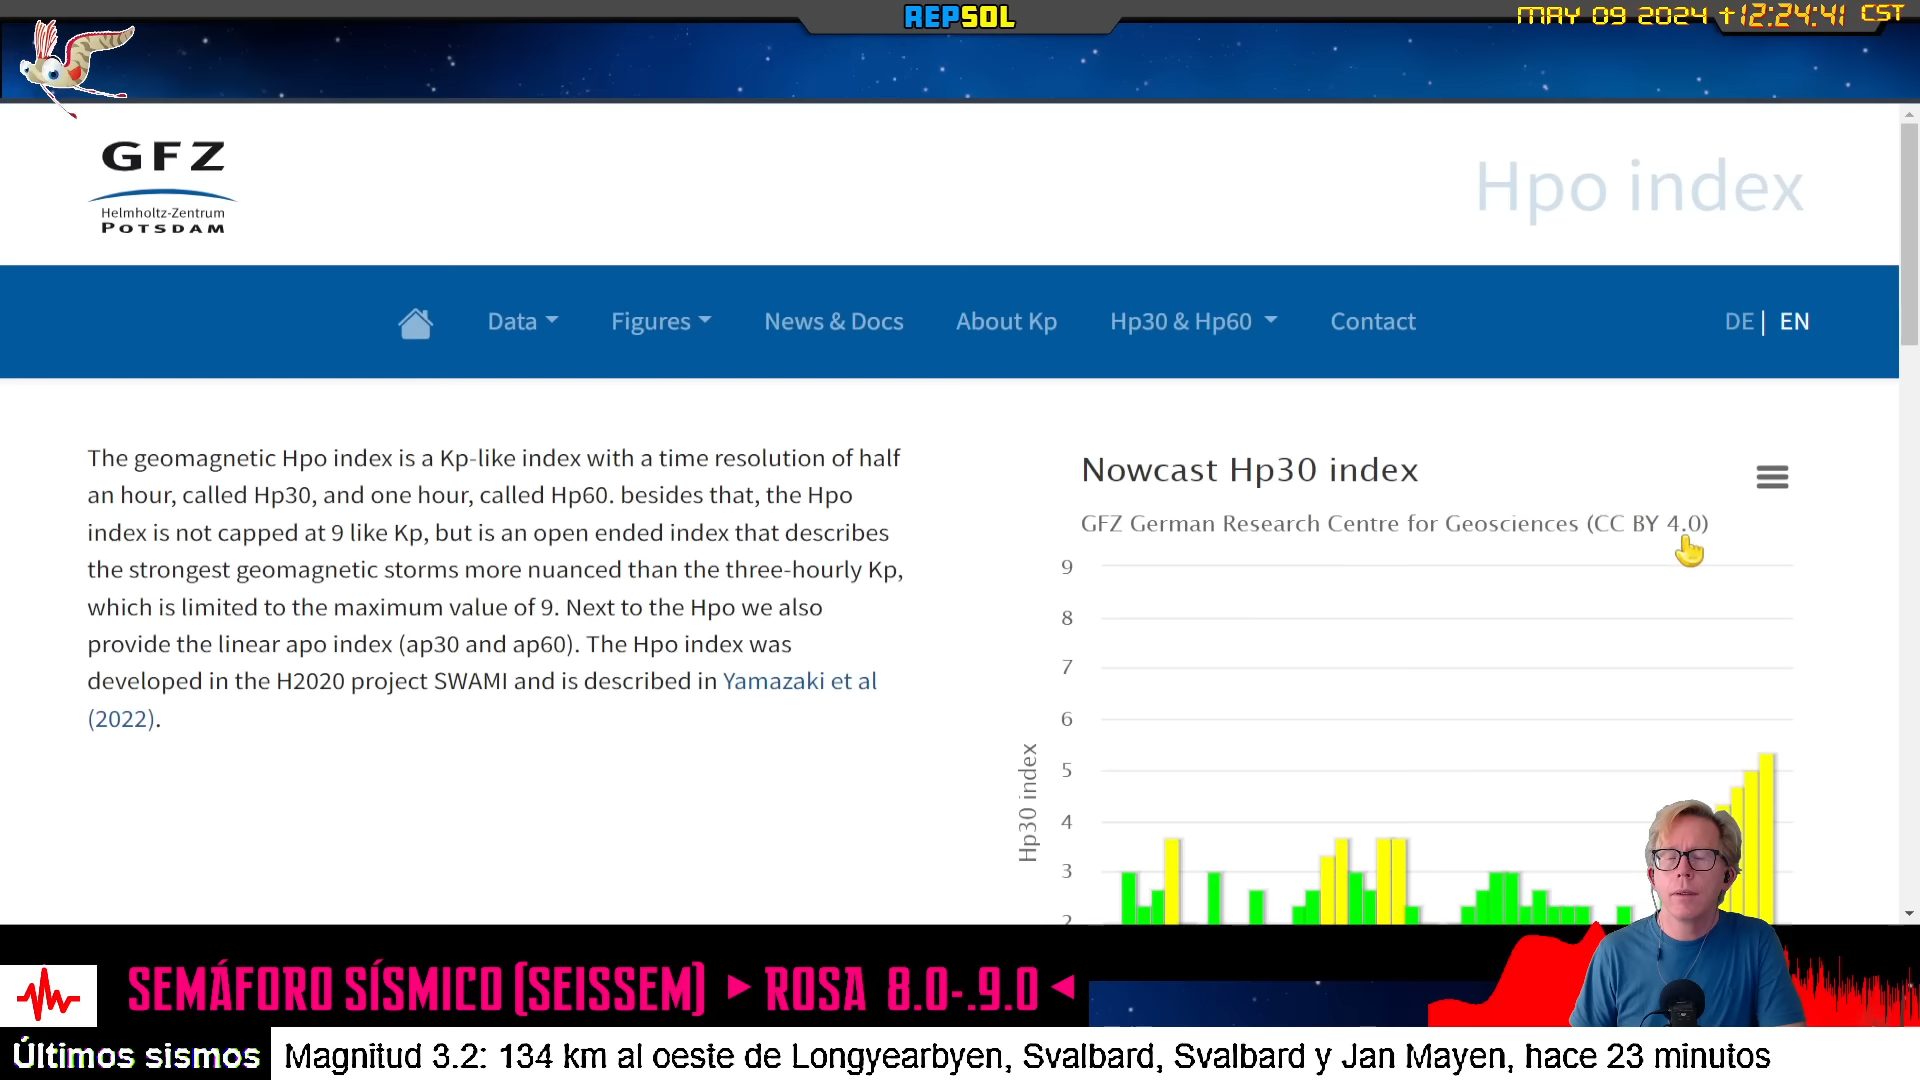 REPSOL
MAY 09 2024 +12:24:41 CST
GFZ
Helmholtz-Zentrum
POTSDAM
Hpo index
Data
Figures
News & Docs
About Kp
Hp30 & Hp60
Contact
DE | EN
The geomagnetic Hpo index is a Kp-like index with a time resolution of half
an hour, called Hp30, and one hour, called Hp60. besides that, the Hpo
index is not capped at 9 like Kp, but is an open ended index that describes
the strongest geomagnetic storms more nuanced than the three-hourly Kp,
which is limited to the maximum value of 9. Next to the Hpo we also
provide the linear apo index (ap30 and ap60). The Hpo index was
developed in the H2020 project SWAMI and is described in Yamazaki et al
(2022).
Nowcast Hp30 index
GFZ German Research Centre for Geosciences (CC BY 4.0)
9
8
7
6
5
4
3
2
Hp30 index
SEMÁFORO SÍSMICO (SEISSEM) ► ROSA 8.0-.9.0 ◄
Últimos sismos
Magnitud 3.2: 134 km al oeste de Longyearbyen, Svalbard, Svalbard y Jan Mayen, hace 23 minutos